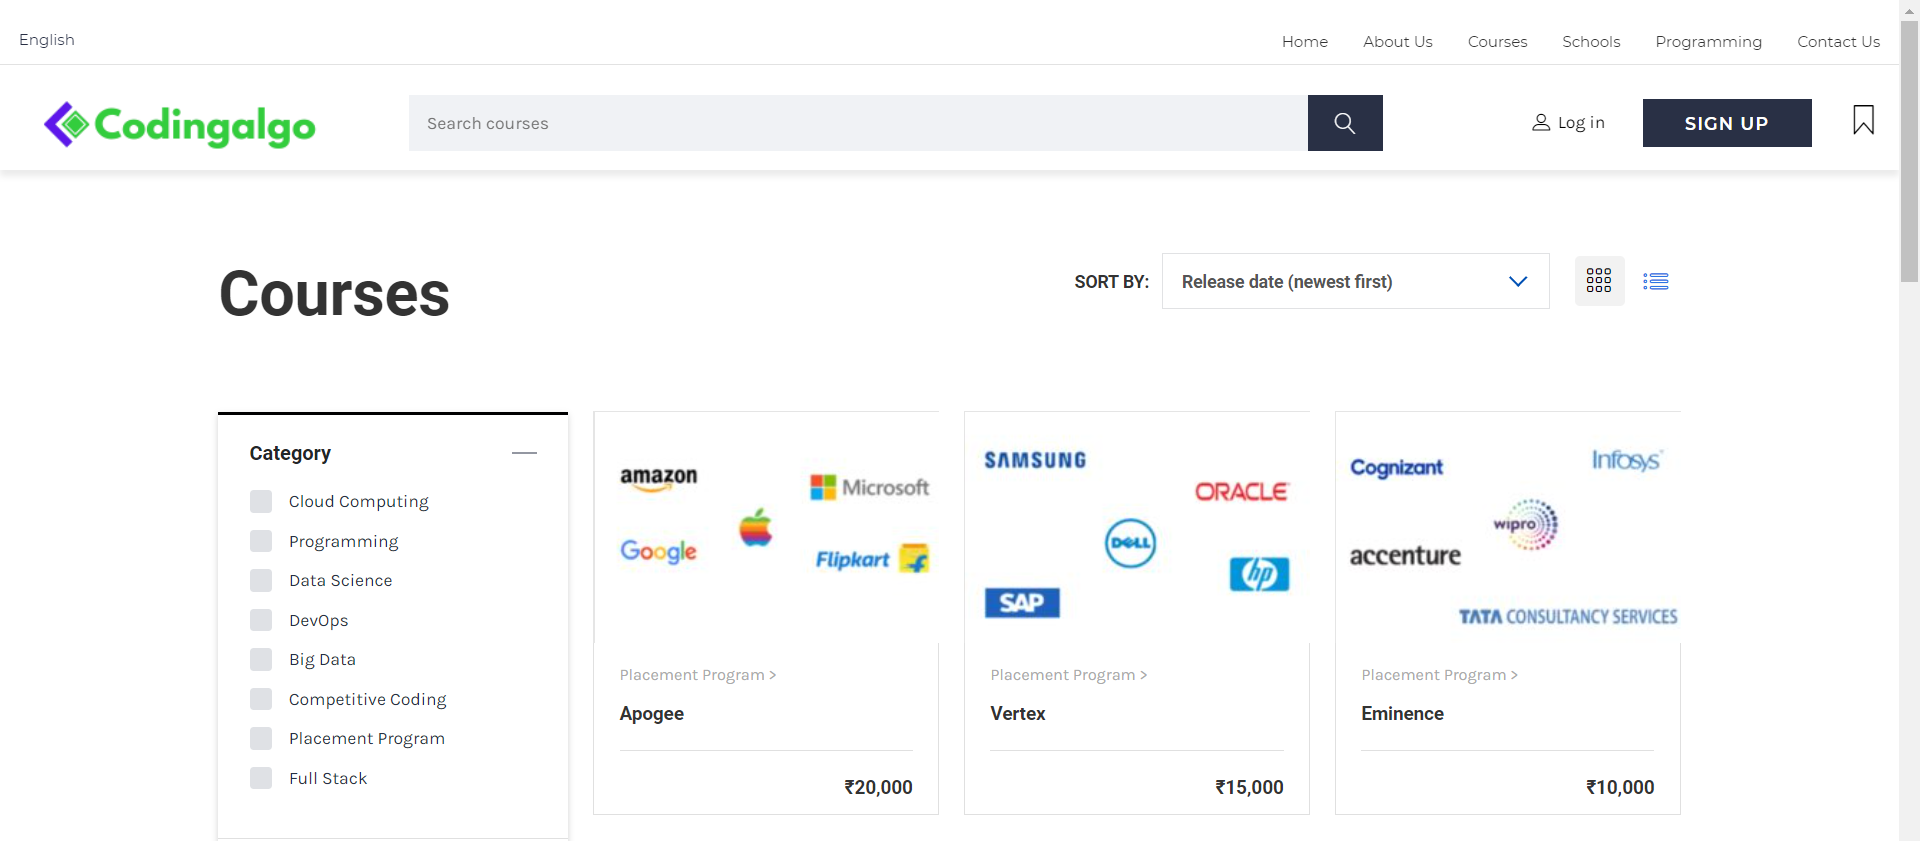 English
Home About Us Courses Schools Programming Contact Us
Codingalgo
Search courses
Log in
SIGN UP
Courses
SORT BY:
Release date (newest first)
Category
Cloud Computing
Programming
Data Science
DevOps
Big Data
Competitive Coding
Placement Program
Full Stack
amazon
Microsoft
Google
Flipkart
Placement Program >
Apogee
₹20,000
SAMSUNG
ORACLE
DELL
hp
SAP
Placement Program >
Vertex
₹15,000
Cognizant
Infosys
wipro
accenture
TATA CONSULTANCY SERVICES
Placement Program >
Eminence
₹10,000